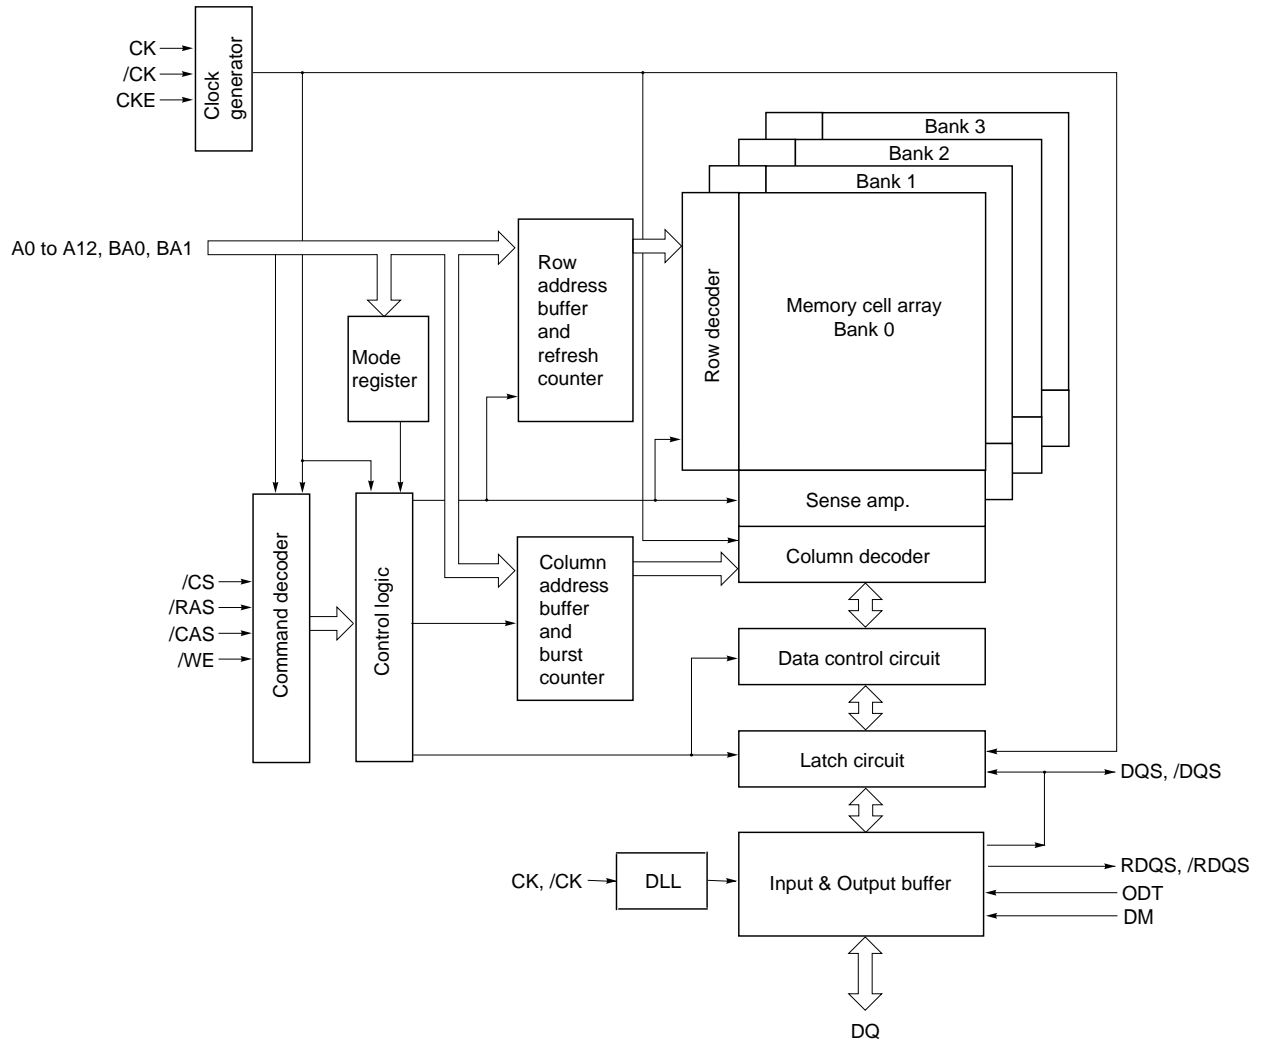 CK
/CK
CKE
Clock
generator
Bank 3
Bank 2
Bank 1
A0 to A12, BA0, BA1
Row
address
buffer
and
refresh
counter
Row decoder
Memory cell array
Bank 0
Mode
register
Sense amp.
Column decoder
Command decoder
Control logic
Column
address
buffer
and
burst
counter
/CS
/RAS
/CAS
/WE
Data control circuit
Latch circuit
DQS, /DQS
CK, /CK
DLL
Input & Output buffer
RDQS, /RDQS
ODT
DM
DQ